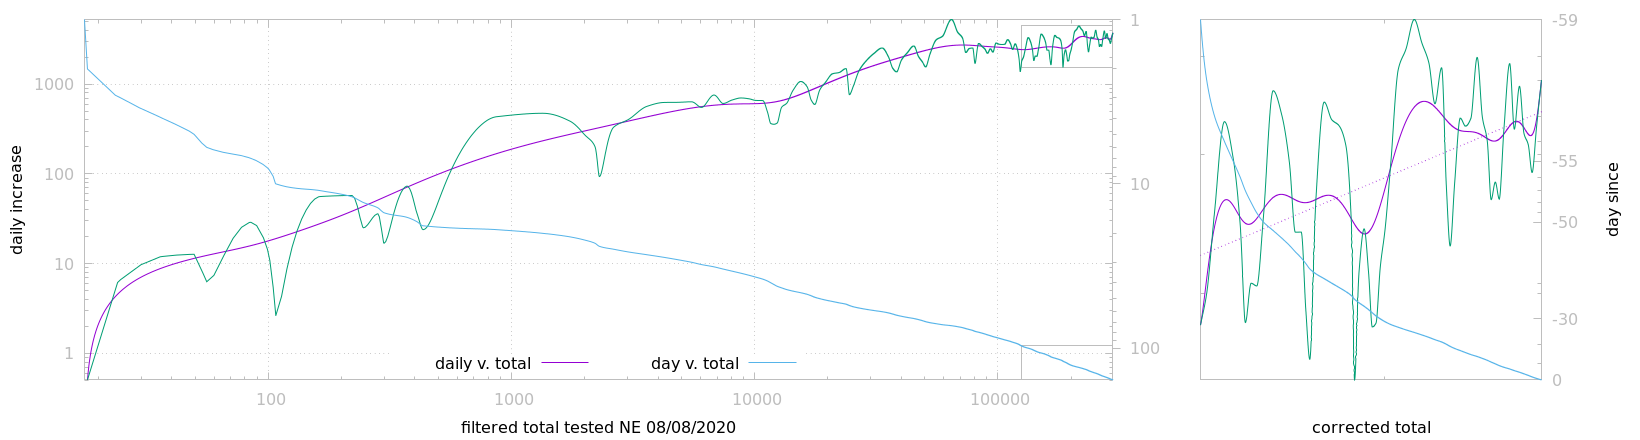 1000
100
10
1
daily increase
100
1000
10000
100000
filtered total tested NE 08/08/2020
daily v. total
day v. total
1
10
100
-59
-55
-50
-30
0
day since
corrected total